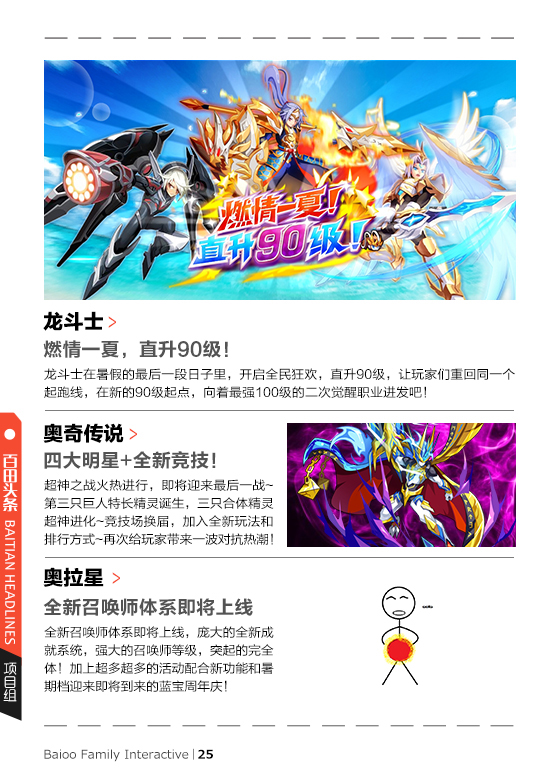 燃情一夏！
直升90级！
龙斗士 >
燃情一夏，直升90级！
龙斗士在暑假的最后一段日子里，开启全民狂欢，直升90级，让玩家们重回同一个
起跑线，在新的90级起点，向着最强100级的二次觉醒职业进发吧！
奥奇传说 >
四大明星+全新竞技！
超神之战火热进行，即将迎来最后一战~
第三只巨人特长精灵诞生，三只合体精灵
超神进化~竞技场换届，加入全新玩法和
排行方式~再次给玩家带来一波对抗热潮！
奥拉星 >
全新召唤师体系即将上线
全新召唤师体系即将上线，庞大的全新成
就系统，强大的召唤师等级，突起的完全
体！加上超多超多的活动配合新功能和暑
期档迎来即将到来的蓝宝周年庆！
百田头条 BAITIAN HEADLINES
项目组
Baioo Family Interactive | 25